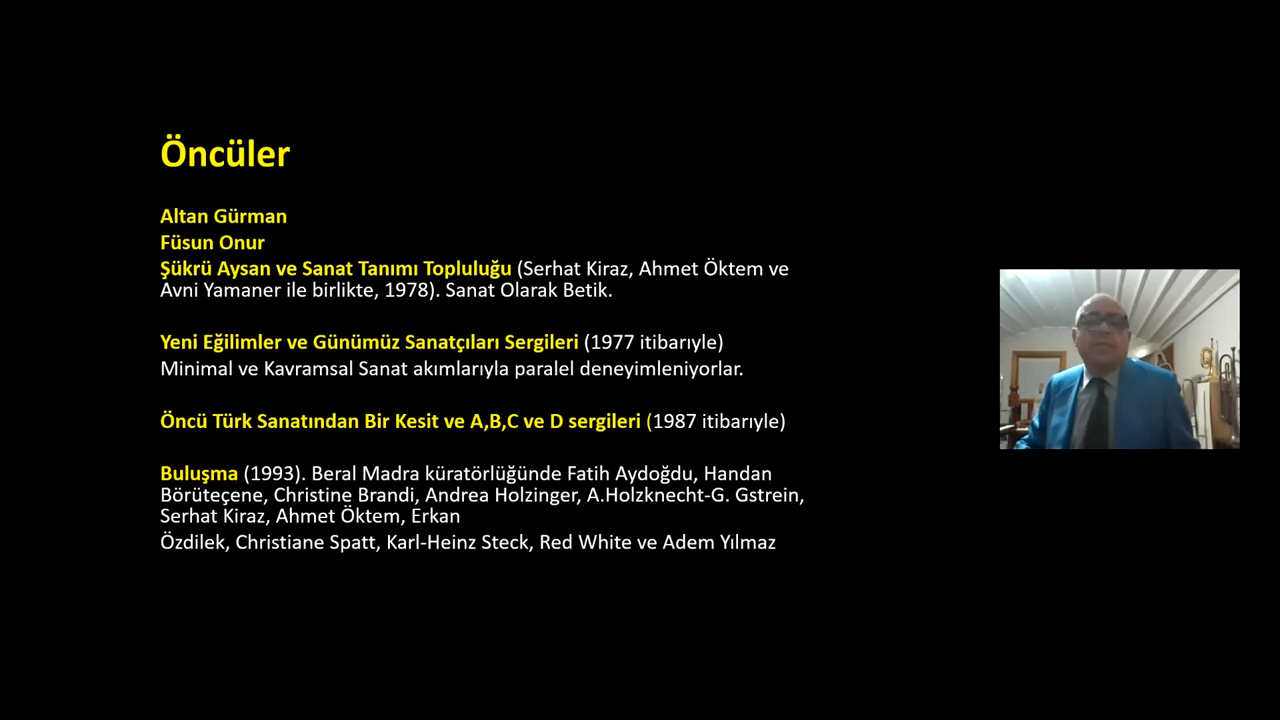 Öncüler
Altan Gürman
Füsun Onur
Şükrü Aysan ve Sanat Tanımı Topluluğu (Serhat Kiraz, Ahmet Öktem ve
Avni Yamaner ile birlikte, 1978). Sanat Olarak Betik.
Yeni Eğilimler ve Günümüz Sanatçıları Sergileri (1977 itibarıyle)
Minimal ve Kavramsal Sanat akımlarıyla paralel deneyimleniyorlar.
Öncü Türk Sanatından Bir Kesit ve A,B,C ve D sergileri (1987 itibarıyle)
Buluşma (1993). Beral Madra küratörlüğünde Fatih Aydoğdu, Handan
Börüteçene, Christine Brandi, Andrea Holzinger, A.Holzknecht-G. Gstrein,
Serhat Kiraz, Ahmet Öktem, Erkan
Özdilek, Christiane Spatt, Karl-Heinz Steck, Red White ve Adem Yılmaz